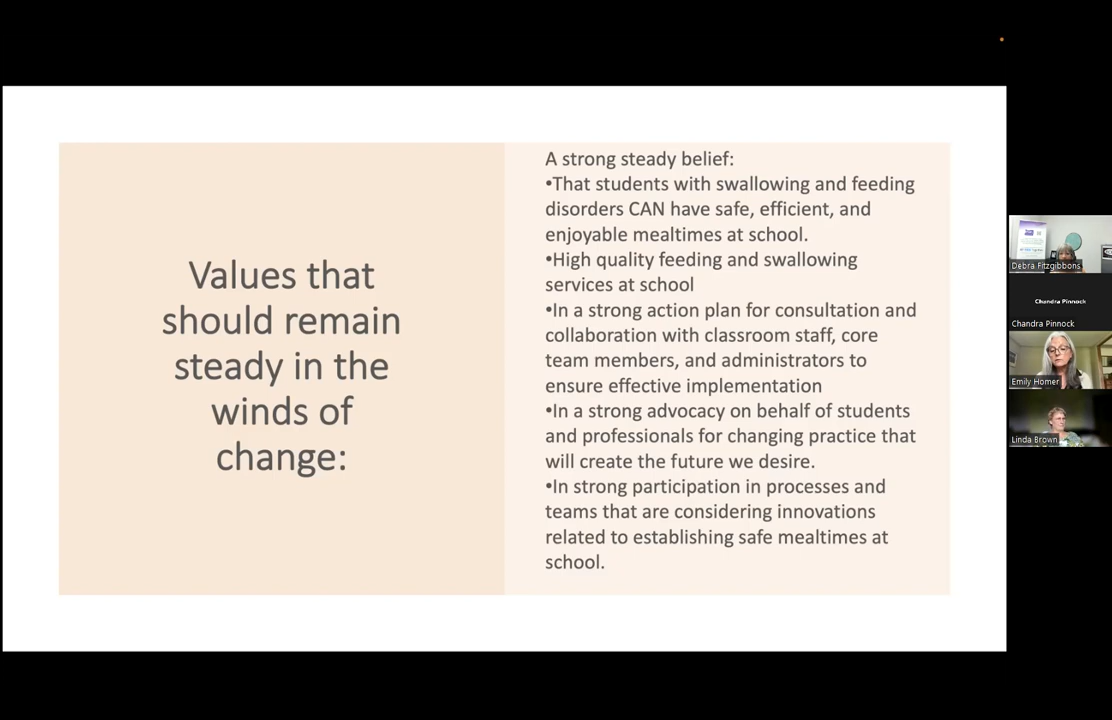 Values that
should remain
steady in the
winds of
change:
A strong steady belief:
•That students with swallowing and feeding
disorders CAN have safe, efficient, and
enjoyable mealtimes at school.
•High quality feeding and swallowing
services at school
•In a strong action plan for consultation and
collaboration with classroom staff, core
team members, and administrators to
ensure effective implementation
•In a strong advocacy on behalf of students
and professionals for changing practice that
will create the future we desire.
•In strong participation in processes and
teams that are considering innovations
related to establishing safe mealtimes at
school.
Debra Fitzgibbons
Chandra Pinnock
Chandra Pinnock
Emily Homer
Linda Brown